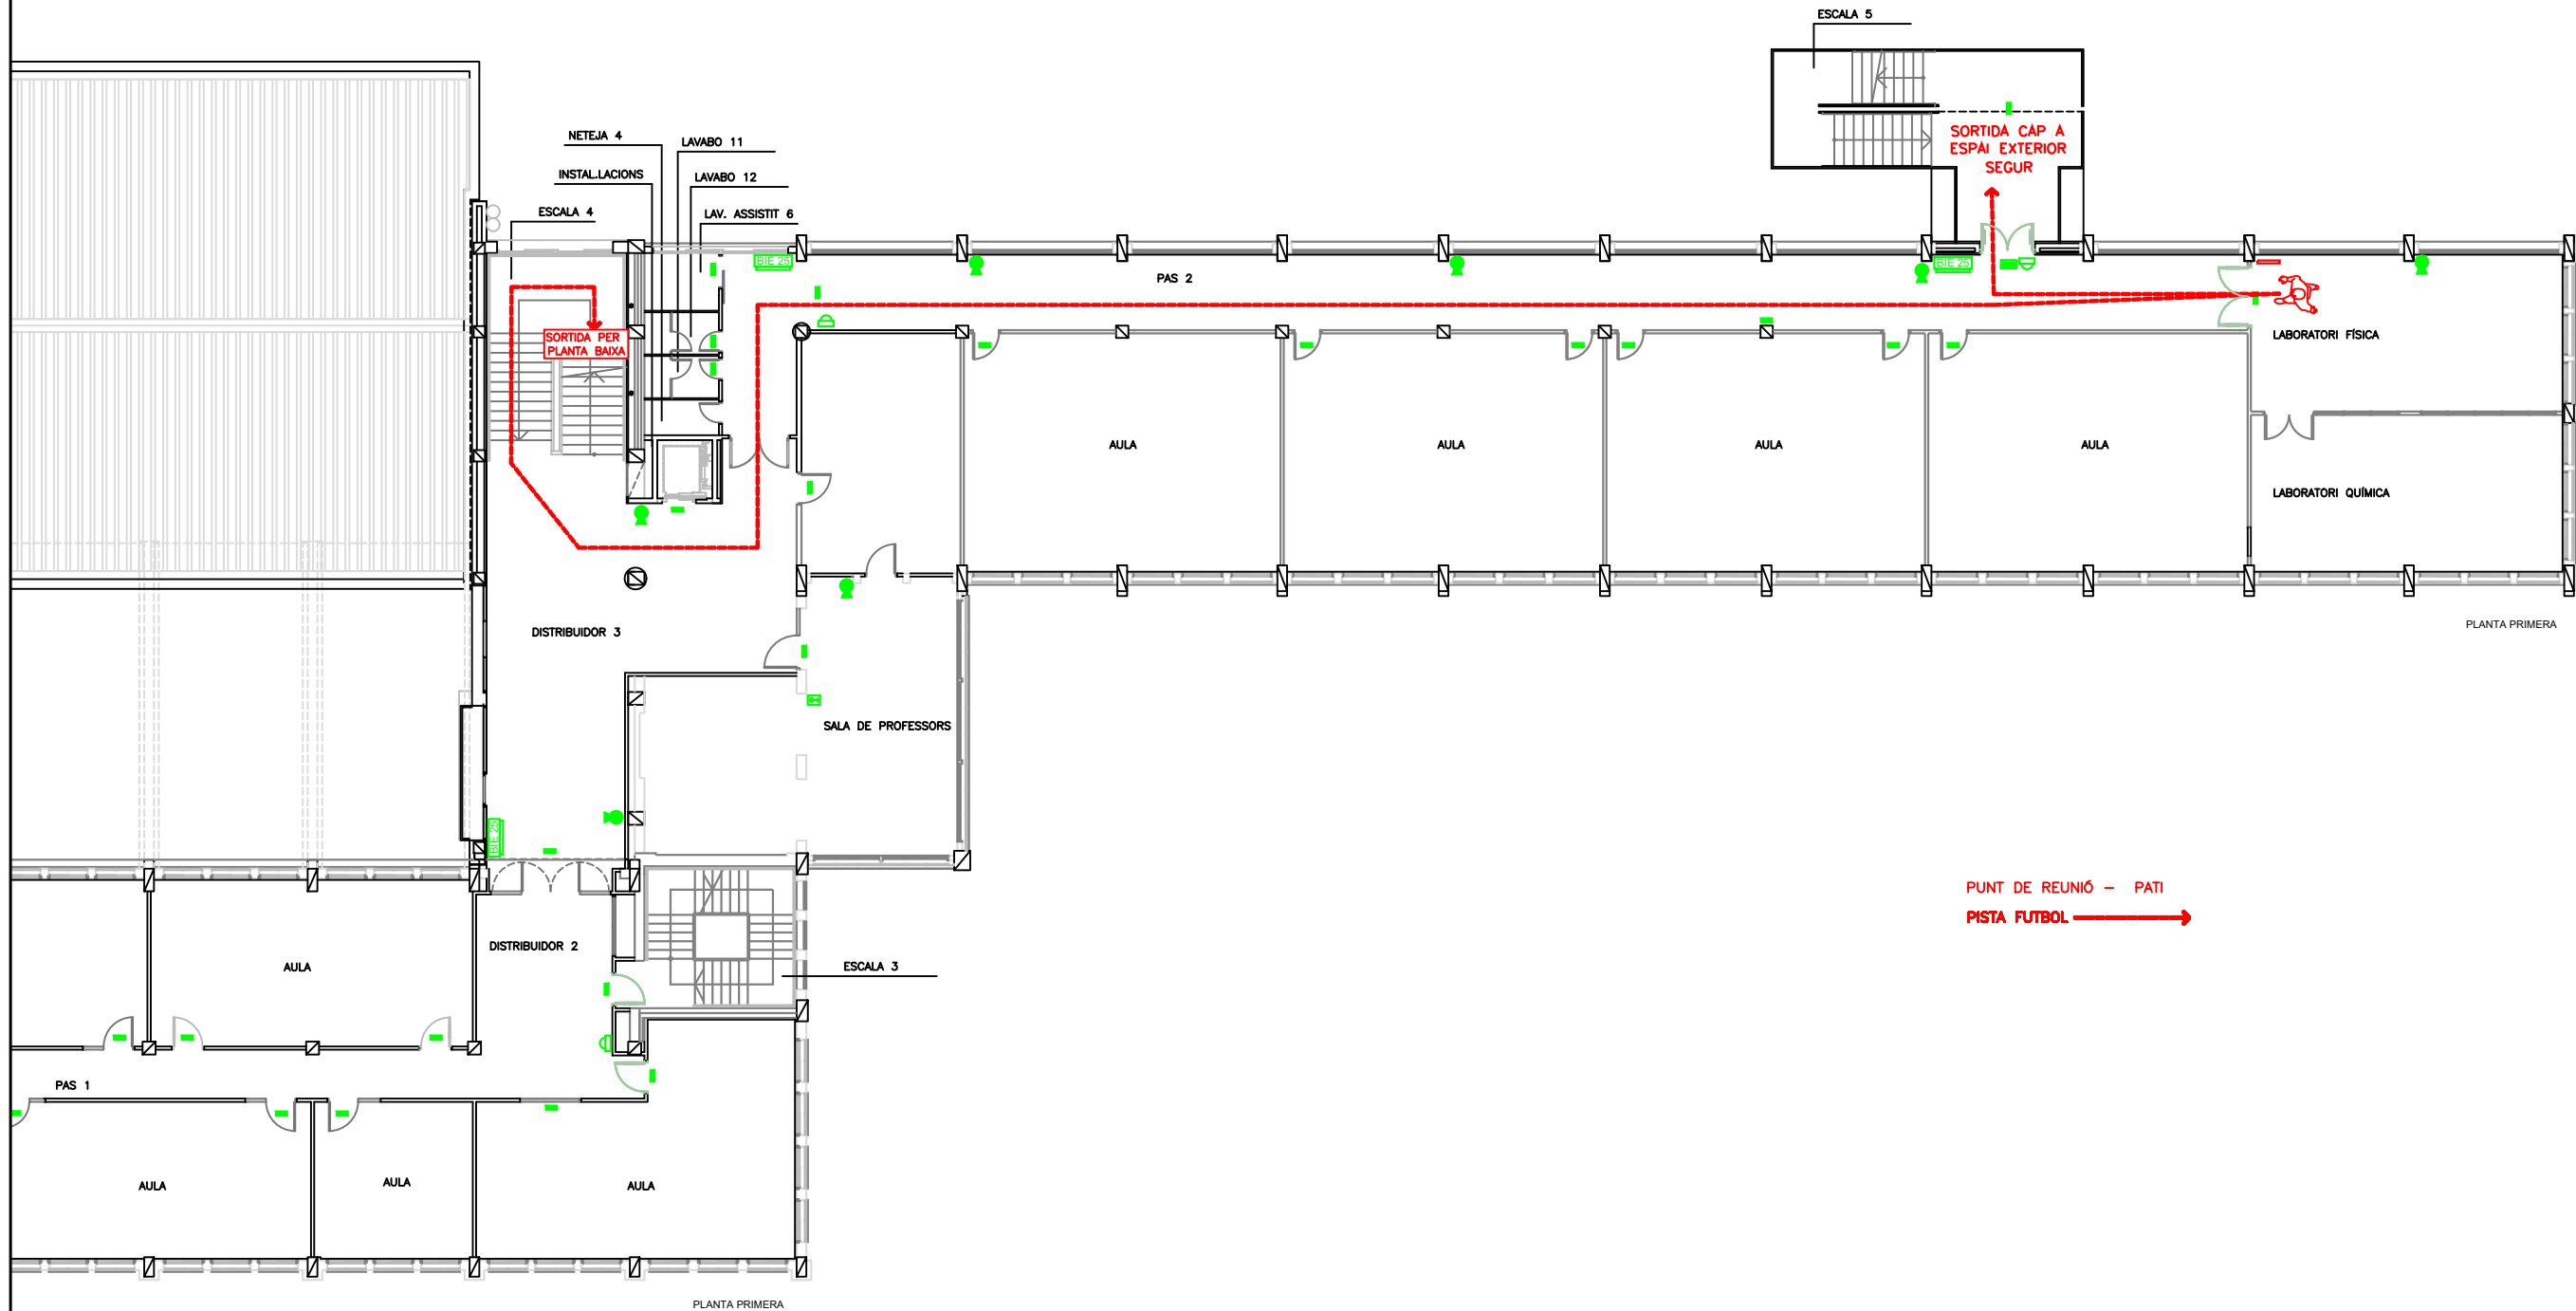 ESCALA 5
NETEJA 4
LAVABO 11
INSTAL.LACIONS
LAVABO 12
ESCALA 4
LAV. ASSISTIT 6
SORTIDA CAP A
ESPAI EXTERIOR
SEGUR
BIE 25
BIE 25
PAS 2
SORTIDA PER
PLANTA BAIXA
LABORATORI FÍSICA
AULA
AULA
AULA
AULA
LABORATORI QUÍMICA
PLANTA PRIMERA
DISTRIBUIDOR 3
SALA DE PROFESSORS
BIE 25
PUNT DE REUNIÓ - PATI
PISTA FUTBOL
DISTRIBUIDOR 2
AULA
ESCALA 3
PAS 1
AULA
AULA
AULA
PLANTA PRIMERA